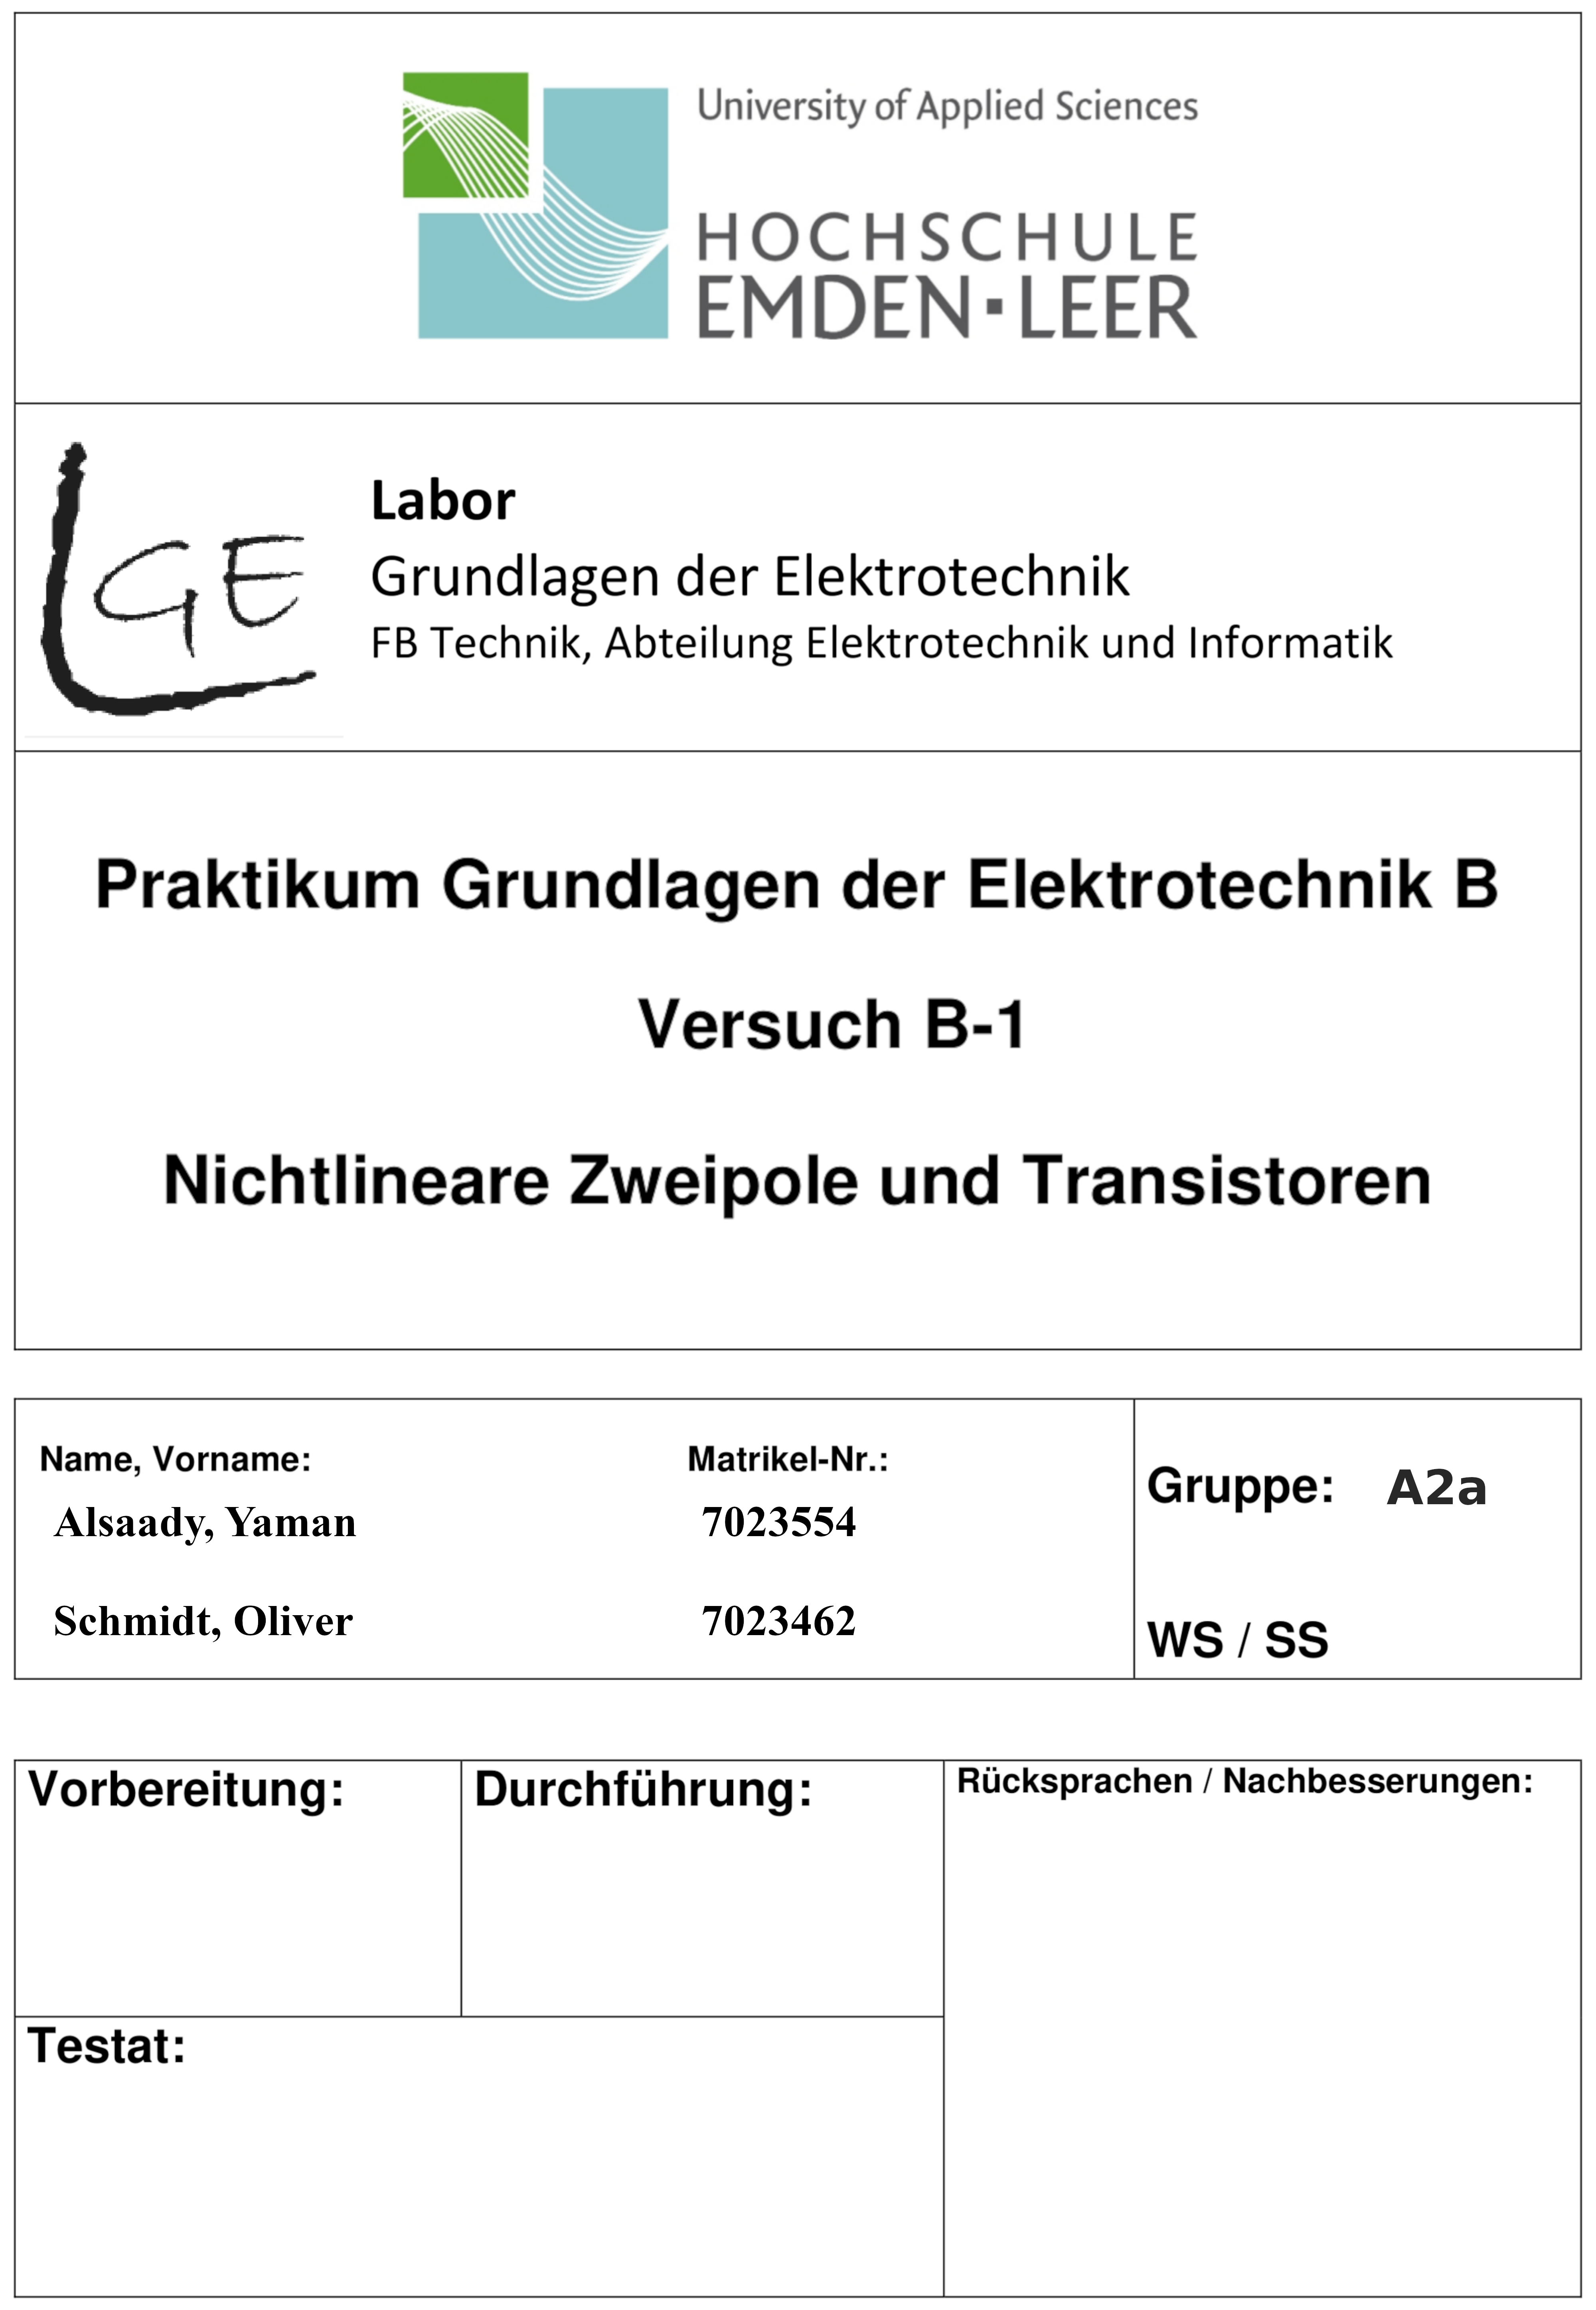 University of Applied Sciences
HOCHSCHULE
EMDEN▪LEER
LGE
Labor
Grundlagen der Elektrotechnik
FB Technik, Abteilung Elektrotechnik und Informatik
Praktikum Grundlagen der Elektrotechnik B
Versuch B-1
Nichtlineare Zweipole und Transistoren
Name, Vorname: Matrikel-Nr.:
Alsaady, Yaman 7023554
Schmidt, Oliver 7023462
Gruppe: A2a
WS / SS
Vorbereitung: Durchführung: Rücksprachen / Nachbesserungen:
Testat: